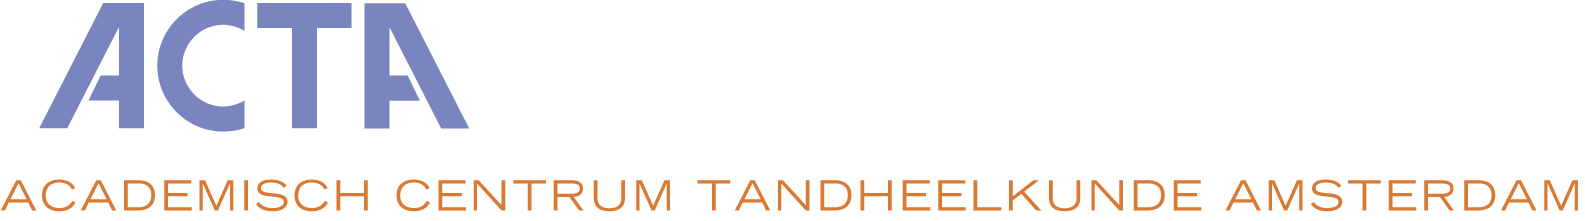 ACTA
ACADEMISCH CENTRUM TANDHEELKUNDE AMSTERDAM